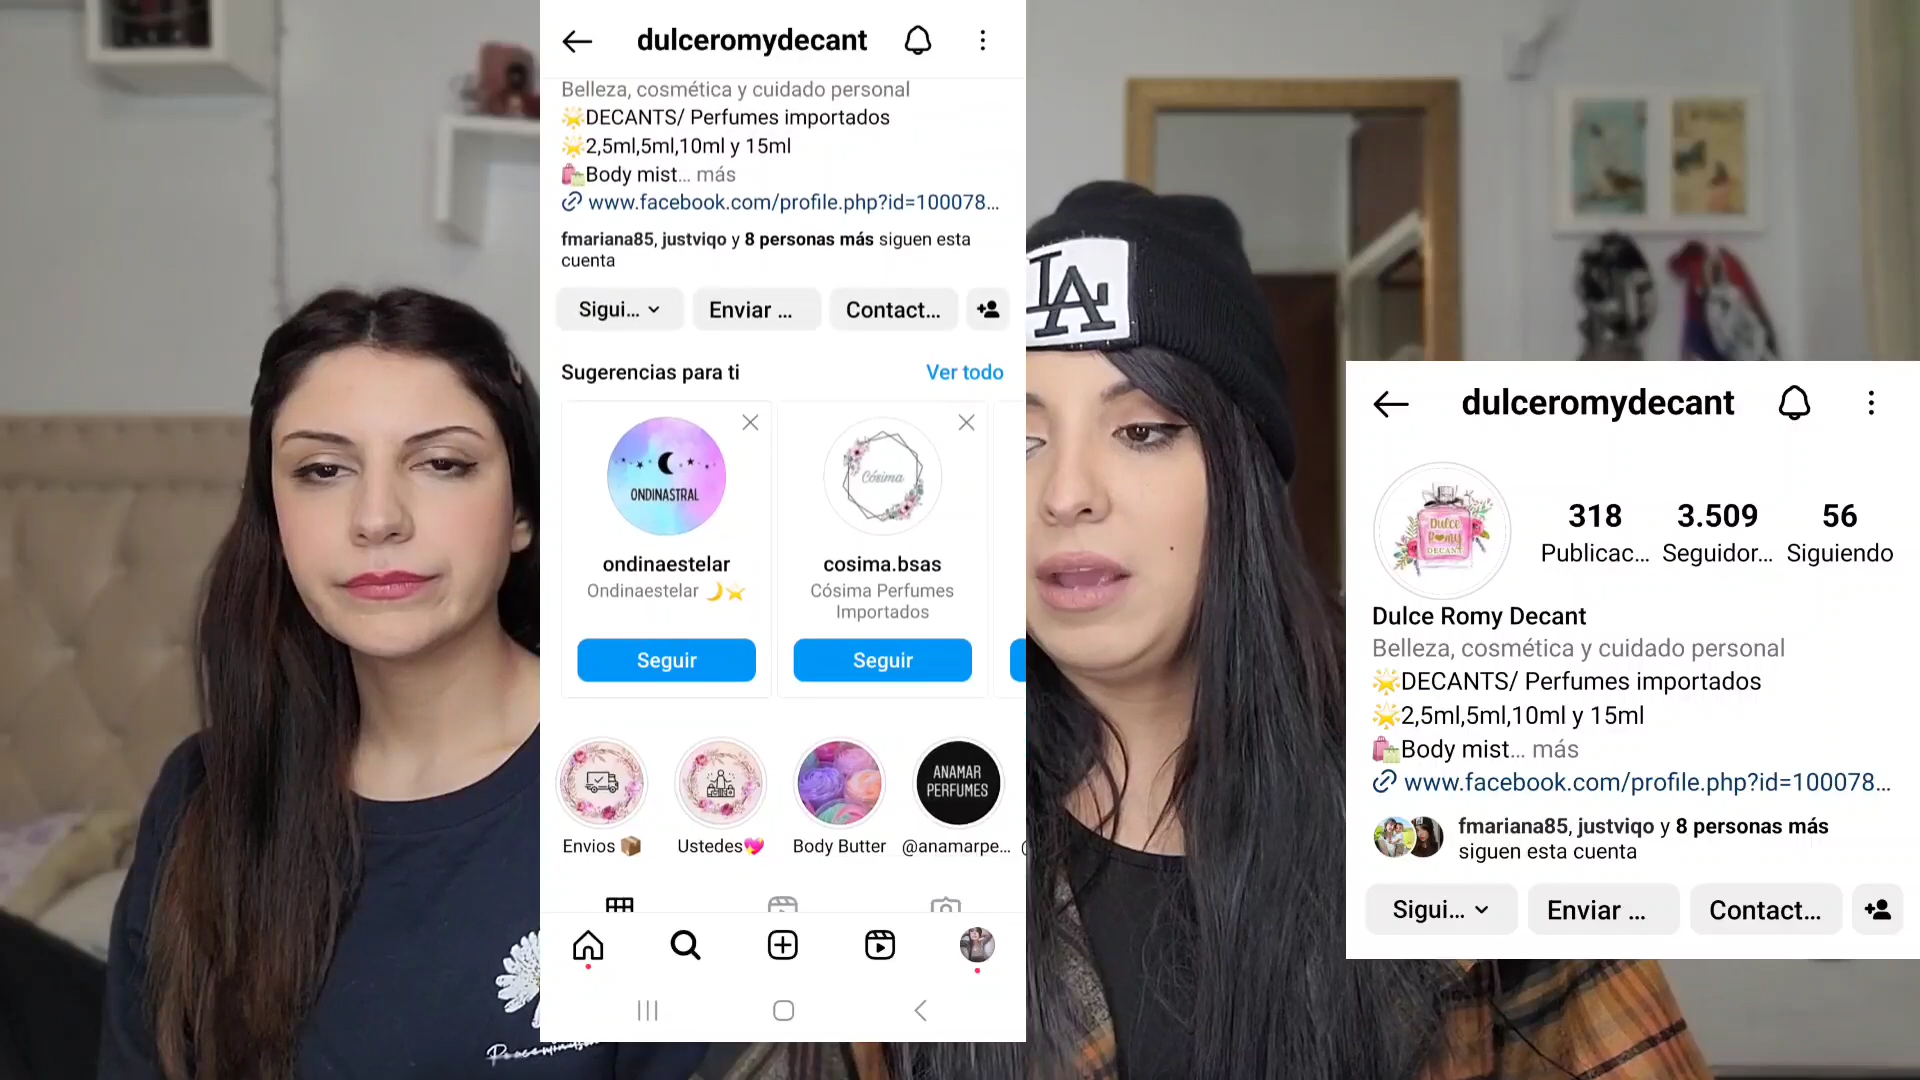 dulceromydecant
Belleza, cosmética y cuidado personal
🌟DECANTS/ Perfumes importados
🌟2,5ml,5ml,10ml y 15ml
🛍️Body mist... más
www.facebook.com/profile.php?id=100078...
fmariana85, justviqo y 8 personas más siguen esta
cuenta
Sigui...
Enviar ...
Contact...
Sugerencias para ti
Ver todo
ONDINASTRAL
Cósima
ondinaestelar
cosima.bsas
Ondinaestelar 🌙⭐
Cósima Perfumes
Importados
Seguir
Seguir
ANAMAR
PERFUMES
Envios 📦
Ustedes💖
Body Butter
@anamarpe...
LA
dulceromydecant
Dulce
Romy
DECANT
318
3.509
56
Publicac...
Seguidor...
Siguiendo
Dulce Romy Decant
Belleza, cosmética y cuidado personal
🌟DECANTS/ Perfumes importados
🌟2,5ml,5ml,10ml y 15ml
🛍️Body mist... más
www.facebook.com/profile.php?id=100078...
fmariana85, justviqo y 8 personas más
siguen esta cuenta
Sigui...
Enviar ...
Contact...